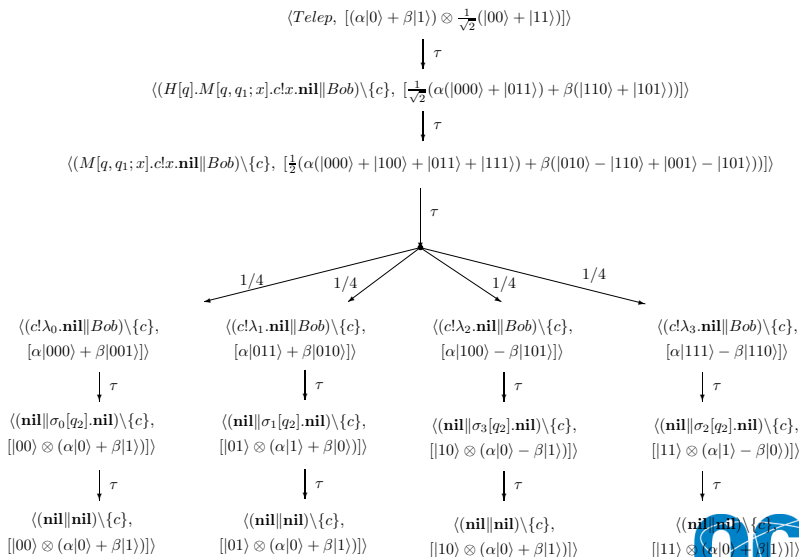 ⟨Telep, [(α|0⟩ + β|1⟩) ⊗ 1/√2(|00⟩ + |11⟩)]⟩
τ
⟨(H[q].M[q, q₁; x].c!x.nil‖Bob)\{c}, [1/√2(α(|000⟩ + |011⟩) + β(|110⟩ + |101⟩))]⟩
τ
⟨(M[q, q₁; x].c!x.nil‖Bob)\{c}, [1/2(α(|000⟩ + |100⟩ + |011⟩ + |111⟩) + β(|010⟩ − |110⟩ + |001⟩ − |101⟩))]⟩
τ
1/4 1/4 1/4 1/4
⟨(c!λ₀.nil‖Bob)\{c}, ⟨(c!λ₁.nil‖Bob)\{c}, ⟨(c!λ₂.nil‖Bob)\{c}, ⟨(c!λ₃.nil‖Bob)\{c},
[α|000⟩ + β|001⟩]⟩ [α|011⟩ + β|010⟩]⟩ [α|100⟩ − β|101⟩]⟩ [α|111⟩ − β|110⟩]⟩
τ τ τ τ
⟨(nil‖σ₀[q₂].nil)\{c}, ⟨(nil‖σ₁[q₂].nil)\{c}, ⟨(nil‖σ₃[q₂].nil)\{c}, ⟨(nil‖σ₂[q₂].nil)\{c},
[|00⟩ ⊗ (α|0⟩ + β|1⟩)]⟩ [|01⟩ ⊗ (α|1⟩ + β|0⟩)]⟩ [|10⟩ ⊗ (α|0⟩ − β|1⟩)]⟩ [|11⟩ ⊗ (α|1⟩ − β|0⟩)]⟩
τ τ τ τ
⟨(nil‖nil)\{c}, ⟨(nil‖nil)\{c}, ⟨(nil‖nil)\{c}, ⟨(nil‖nil)\{c},
[|00⟩ ⊗ (α|0⟩ + β|1⟩)]⟩ [|01⟩ ⊗ (α|0⟩ + β|1⟩)]⟩ [|10⟩ ⊗ (α|0⟩ + β|1⟩)]⟩ [|11⟩ ⊗ (α|0⟩ + β|1⟩)]⟩